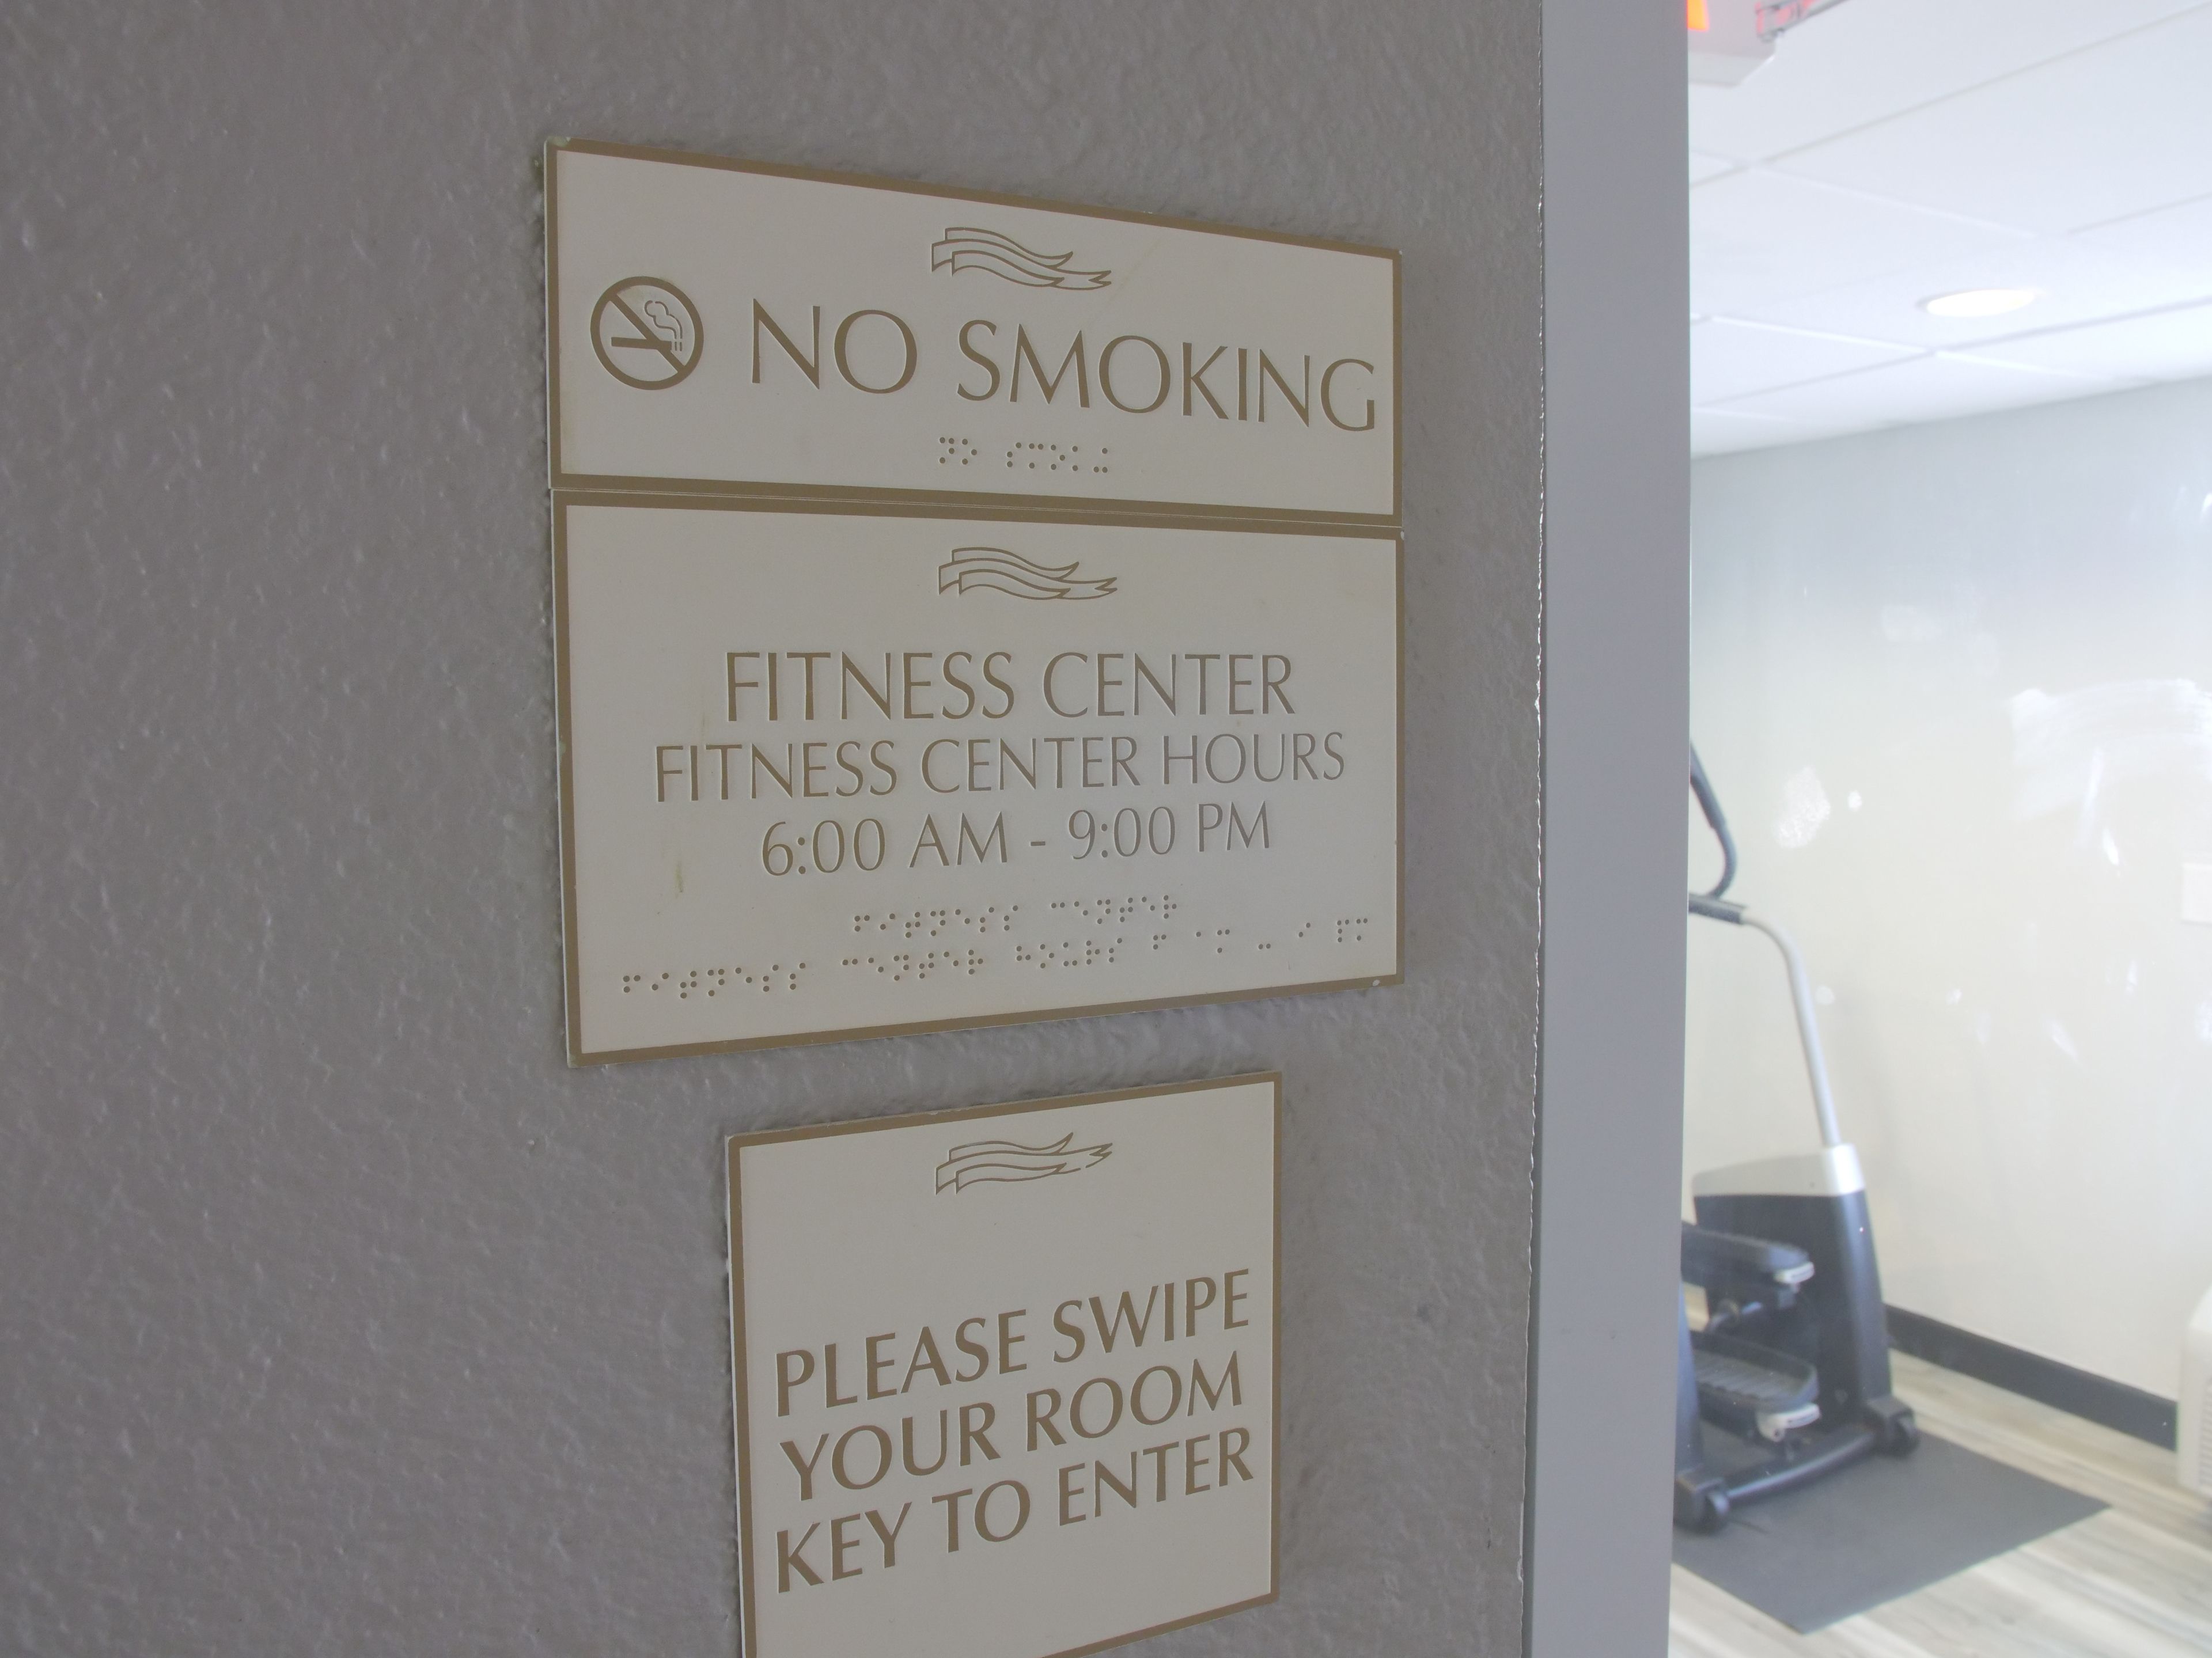 NO SMOKING
⠝⠕ ⠎⠍⠕⠅⠬
FITNESS CENTER
FITNESS CENTER HOURS
6:00 AM - 9:00 PM
PLEASE SWIPE
YOUR ROOM
KEY TO ENTER